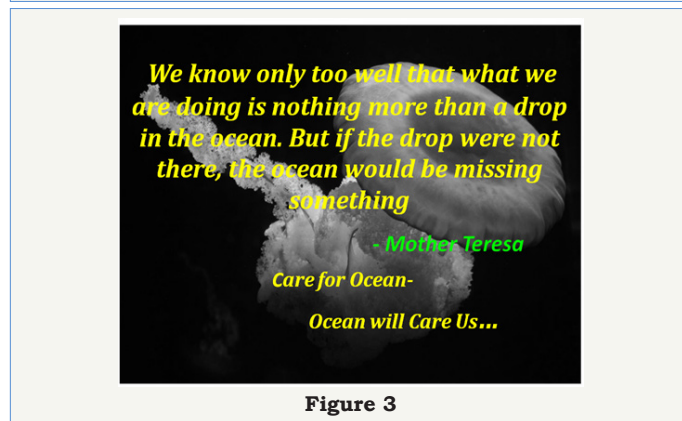 We know only too well that what we
are doing is nothing more than a drop
in the ocean. But if the drop were not
there, the ocean would be missing
something
- Mother Teresa
Care for Ocean-
Ocean will Care Us...
Figure 3